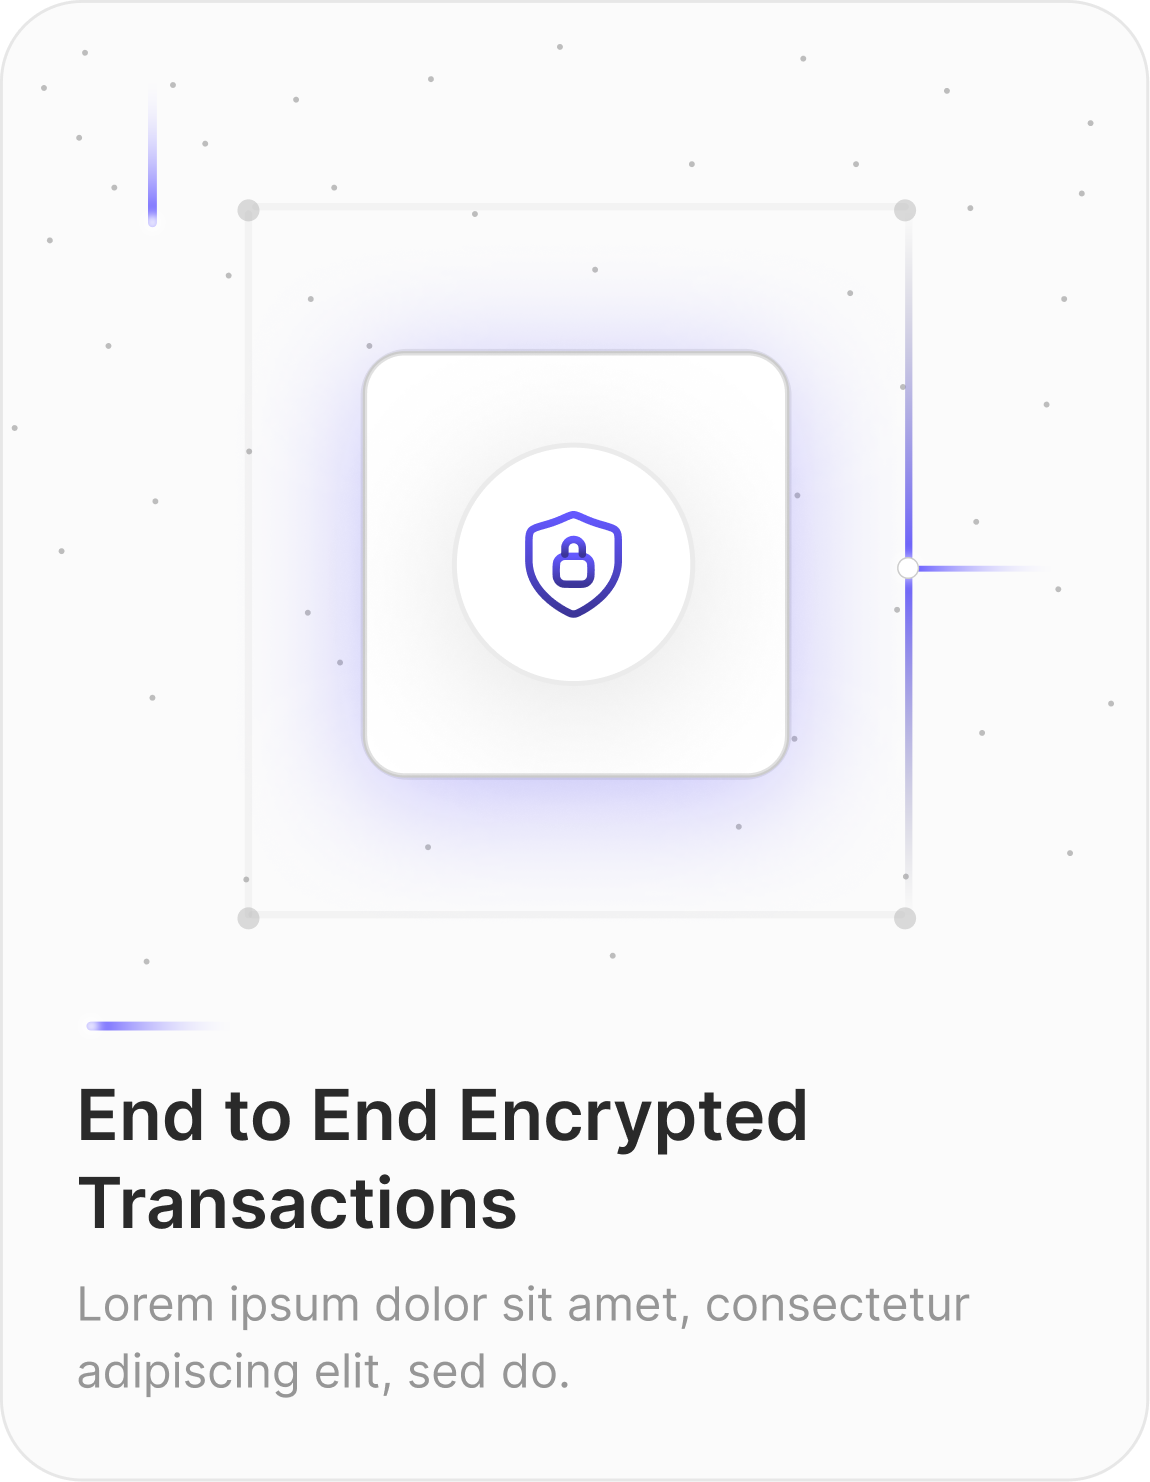 End to End Encrypted
Transactions
Lorem ipsum dolor sit amet, consectetur
adipiscing elit, sed do.